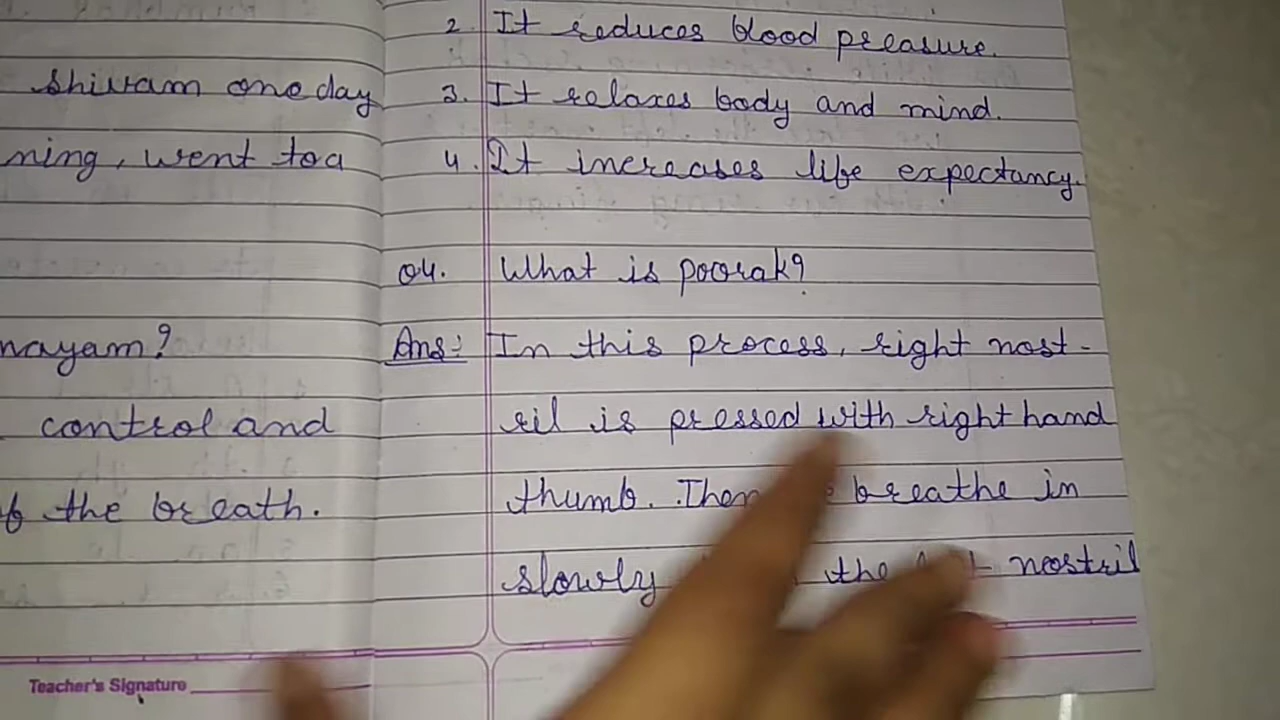 shivam one day
ning, went to a
nayam?
control and
of the breath.
Teacher's Signature
2. It reduces blood preasure.
3. It relaxes body and mind.
4. It increases life expectancy.
Q4. What is poorak?
Ans: In this process, right nost-
ril is pressed with right hand
thumb. Then breathe in
slowly the nostril